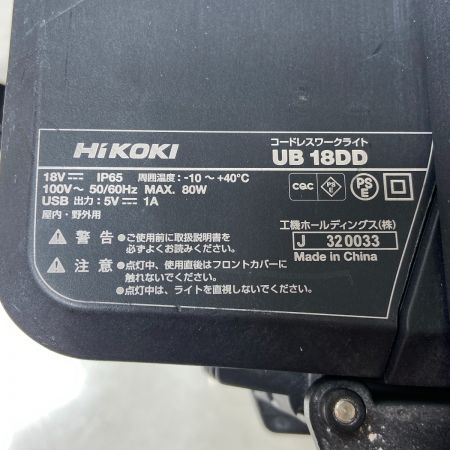 HiKOKI
コードレスワークライト
UB 18DD
18V⎓ IP65 周囲温度: -10～+40℃
100V～ 50/60Hz MAX. 80W
USB 出力: 5V⎓ 1A
屋内・野外用
CQC PSE PSE
警告 ●ご使用前に取扱説明書を
必ずよくお読みください。
注意 ●点灯中、使用直後はフロントカバーに
触れないでください。
●点灯中は、ライトを直視しないでください。
工機ホールディングス(株)
J 320033
Made in China